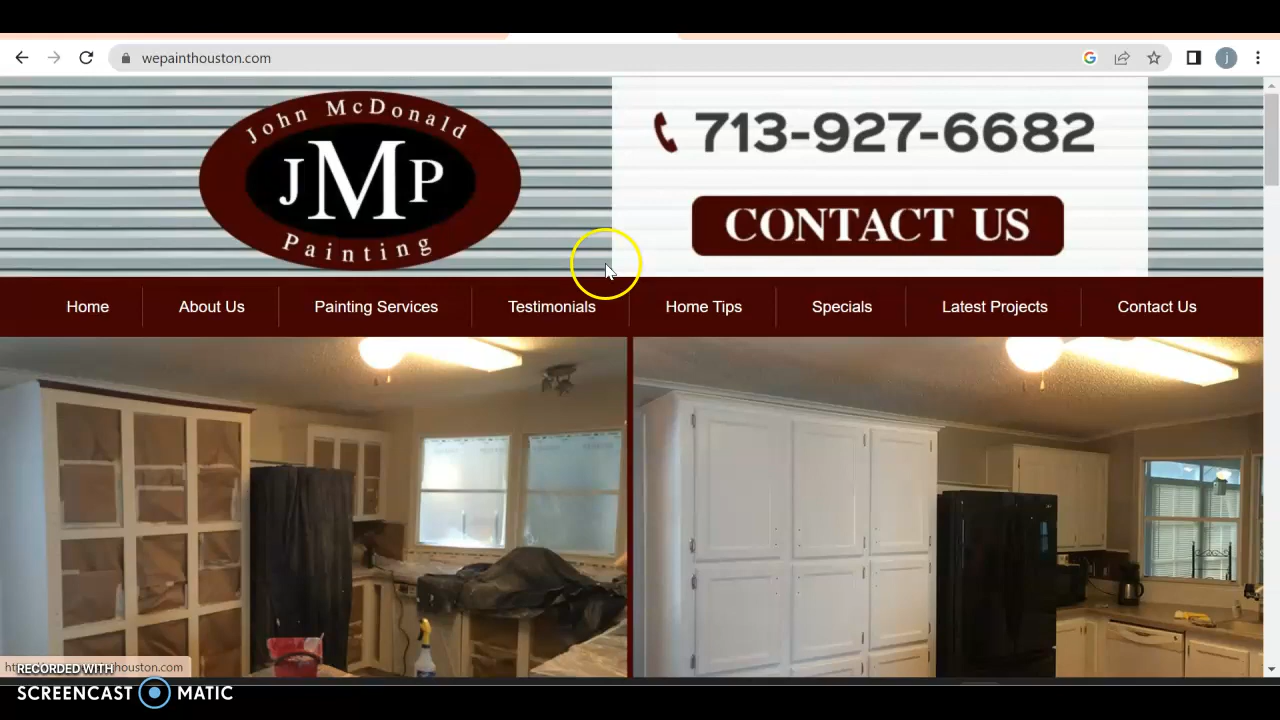 wepainthouston.com
G
j
John McDonald
JMP
Painting
713-927-6682
CONTACT US
Home
About Us
Painting Services
Testimonials
Home Tips
Specials
Latest Projects
Contact Us
houston.com
RECORDED WITH
SCREENCAST MATIC